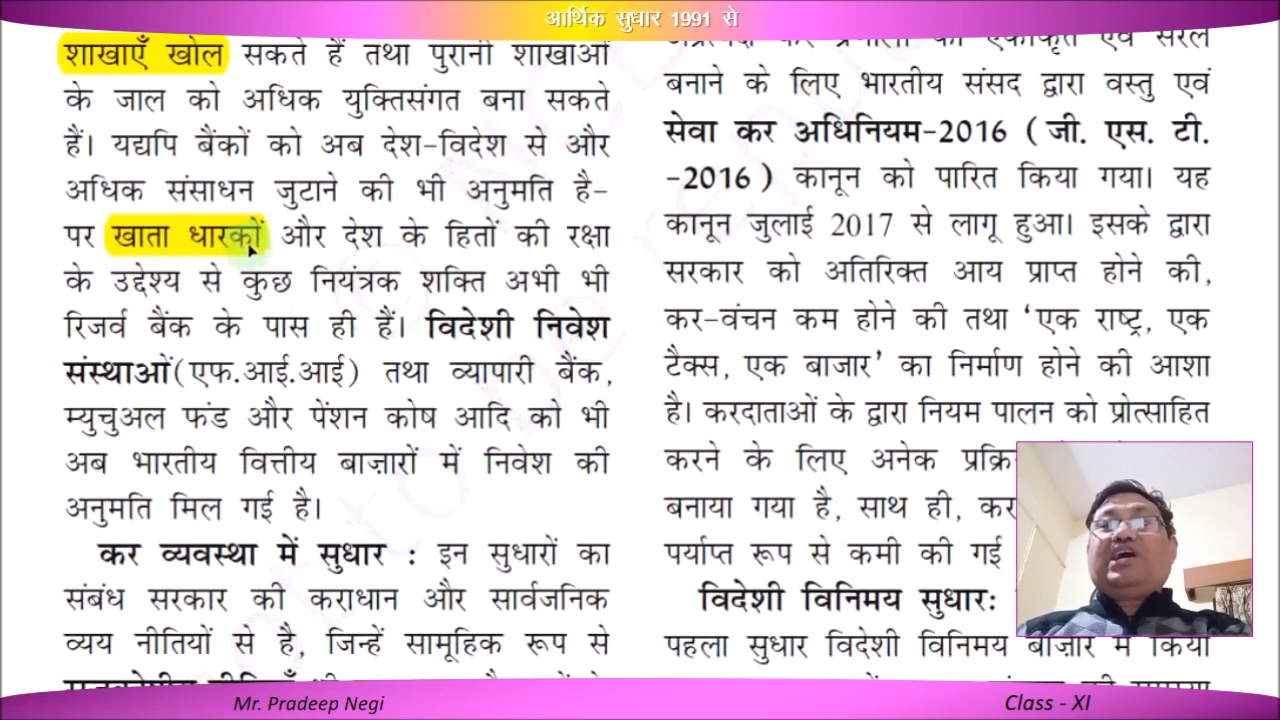 आर्थिक सुधार 1991 से
शाखाएँ खोल सकते हैं तथा पुरानी शाखाओं
के जाल को अधिक युक्तिसंगत बना सकते
हैं। यद्यपि बैंकों को अब देश-विदेश से और
अधिक संसाधन जुटाने की भी अनुमति है-
पर खाता धारकों और देश के हितों की रक्षा
के उद्देश्य से कुछ नियंत्रक शक्ति अभी भी
रिजर्व बैंक के पास ही हैं। विदेशी निवेश
संस्थाओं(एफ.आई.आई) तथा व्यापारी बैंक,
म्युचुअल फंड और पेंशन कोष आदि को भी
अब भारतीय वित्तीय बाज़ारों में निवेश की
अनुमति मिल गई है।
कर व्यवस्था में सुधार : इन सुधारों का
संबंध सरकार की कराधान और सार्वजनिक
व्यय नीतियों से है, जिन्हें सामूहिक रूप से
बनाने के लिए भारतीय संसद द्वारा वस्तु एवं
सेवा कर अधिनियम-2016 ( जी. एस. टी.
-2016 ) कानून को पारित किया गया। यह
कानून जुलाई 2017 से लागू हुआ। इसके द्वारा
सरकार को अतिरिक्त आय प्राप्त होने की,
कर-वंचन कम होने की तथा ‘एक राष्ट्र, एक
टैक्स, एक बाजार’ का निर्माण होने की आशा
है। करदाताओं के द्वारा नियम पालन को प्रोत्साहित
करने के लिए अनेक
बनाया गया है, साथ ही, कर
पर्याप्त रूप से कमी की गई
विदेशी विनिमय सुधारः
पहला सुधार विदेशी विनिमय बाज़ार में किया
Mr. Pradeep Negi
Class - XI